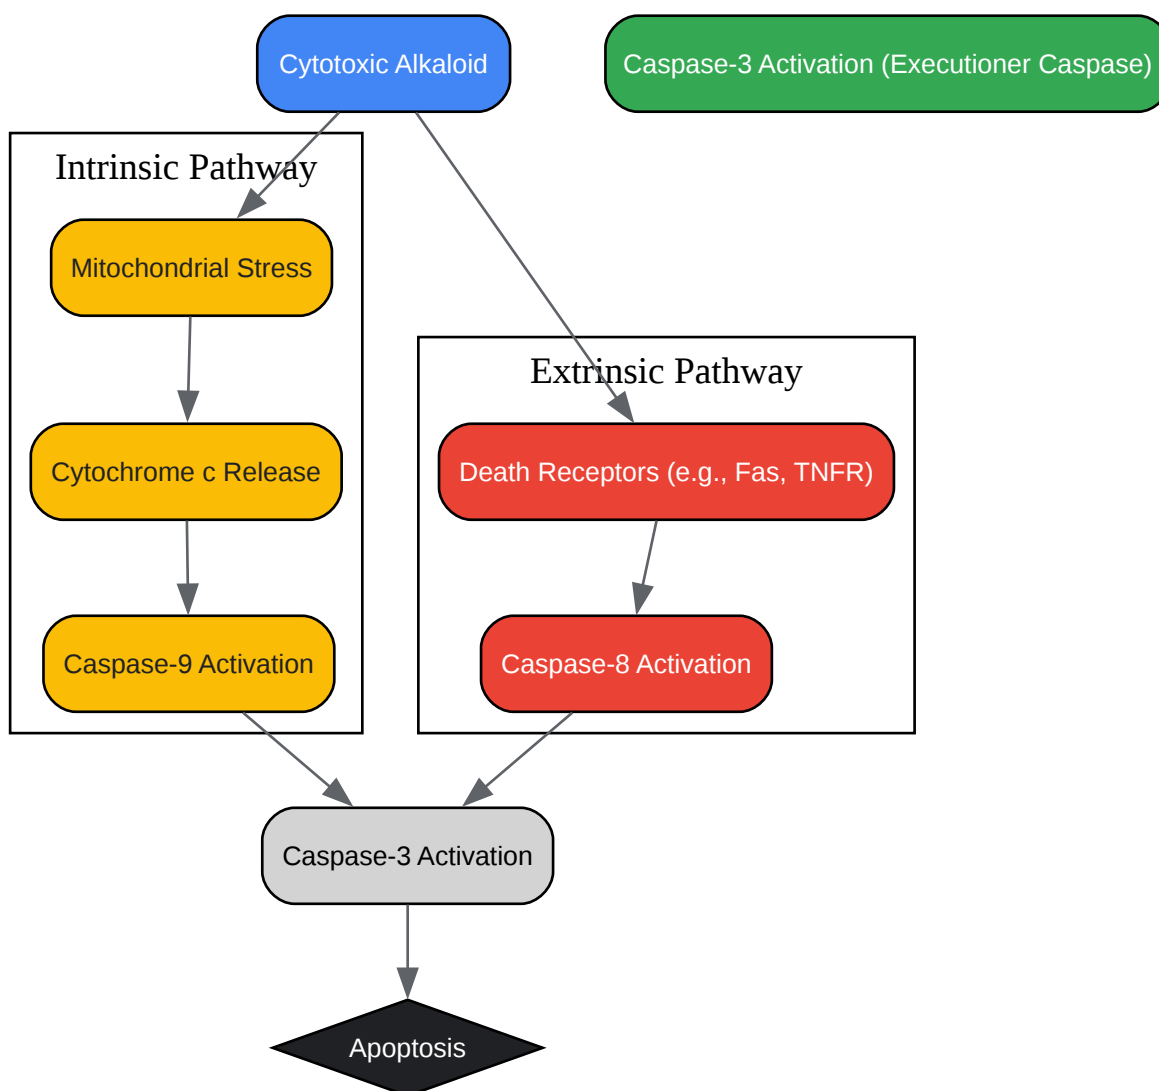 Cytotoxic Alkaloid
Caspase-3 Activation (Executioner Caspase)
Intrinsic Pathway
Mitochondrial Stress
Extrinsic Pathway
Cytochrome c Release
Death Receptors (e.g., Fas, TNFR)
Caspase-9 Activation
Caspase-8 Activation
Caspase-3 Activation
Apoptosis